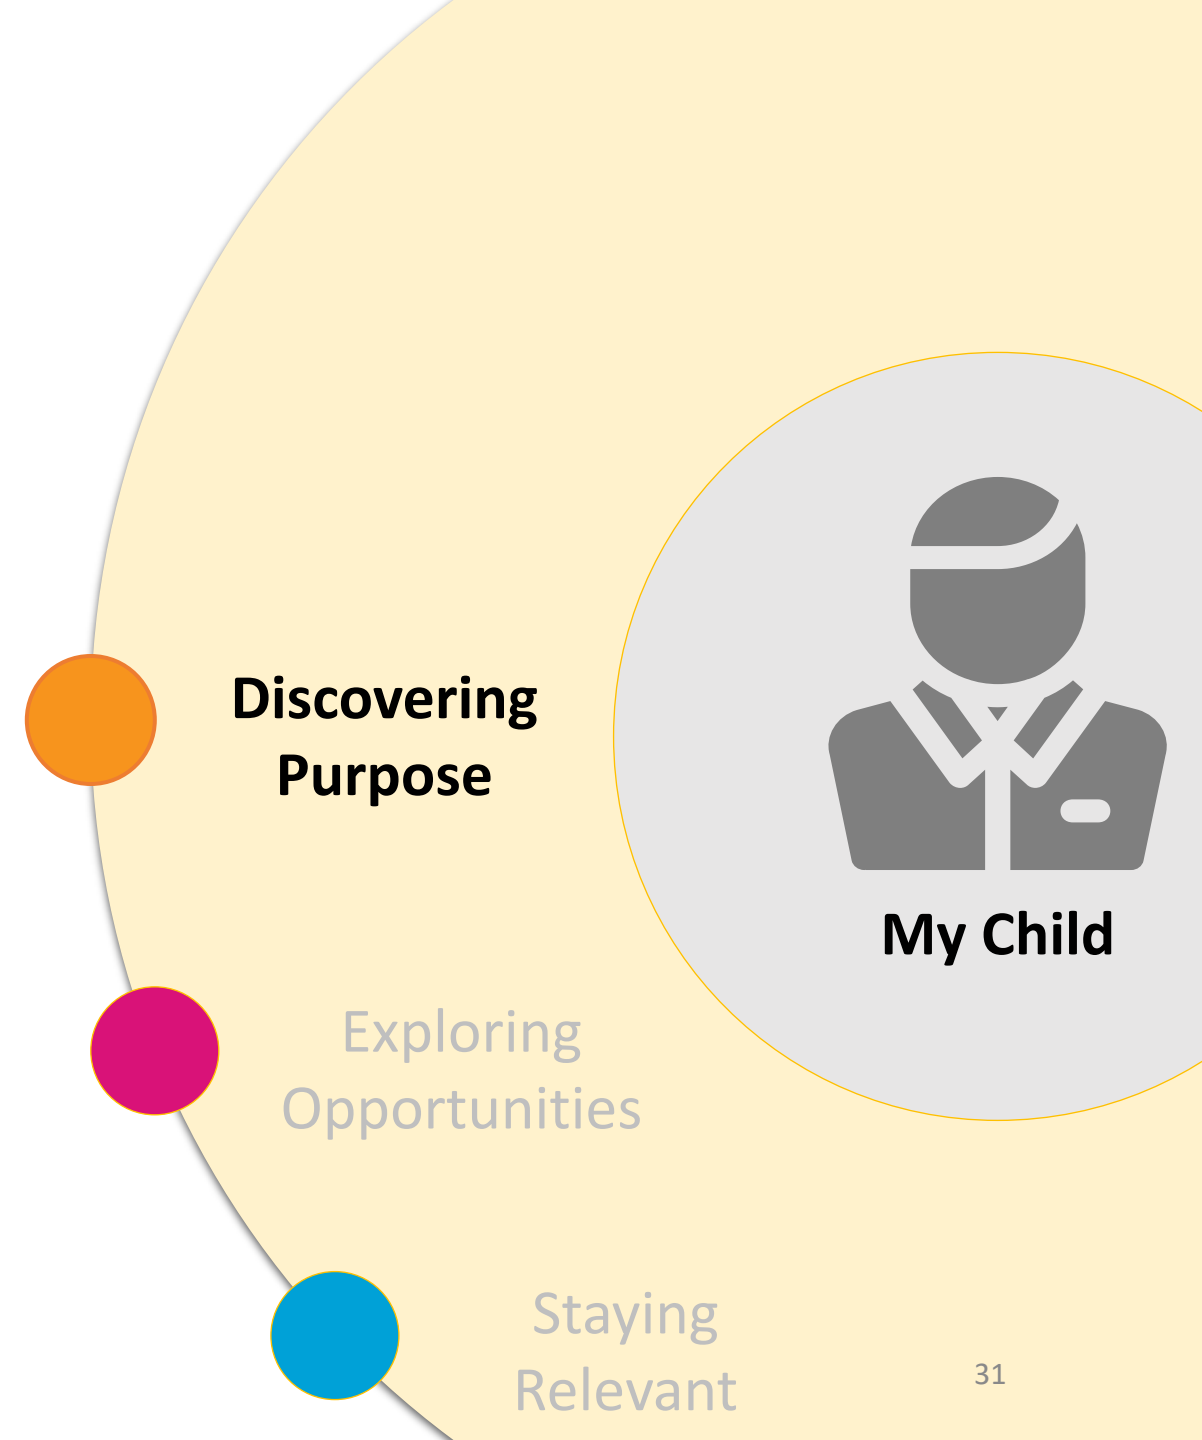 Discovering
Purpose
My Child
Exploring
Opportunities
Staying
Relevant
31